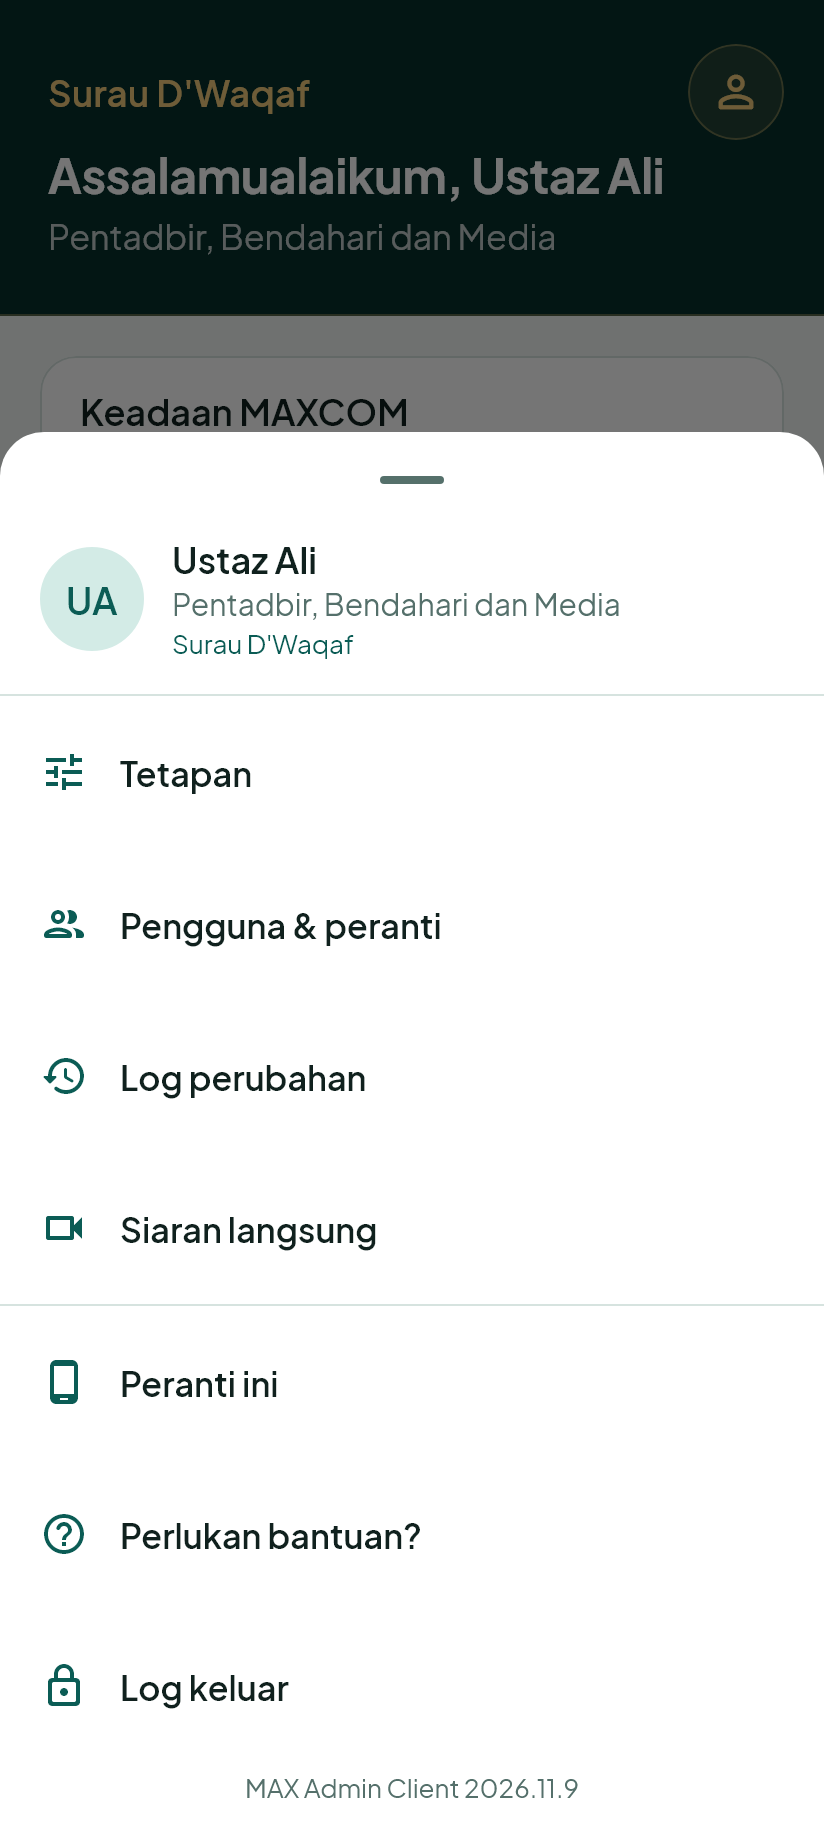 Surau D'Waqaf
Assalamualaikum, Ustaz Ali
Pentadbir, Bendahari dan Media
Keadaan MAXCOM
UA
Ustaz Ali
Pentadbir, Bendahari dan Media
Surau D'Waqaf
Tetapan
Pengguna & peranti
Log perubahan
Siaran langsung
Peranti ini
Perlukan bantuan?
Log keluar
MAX Admin Client 2026.11.9